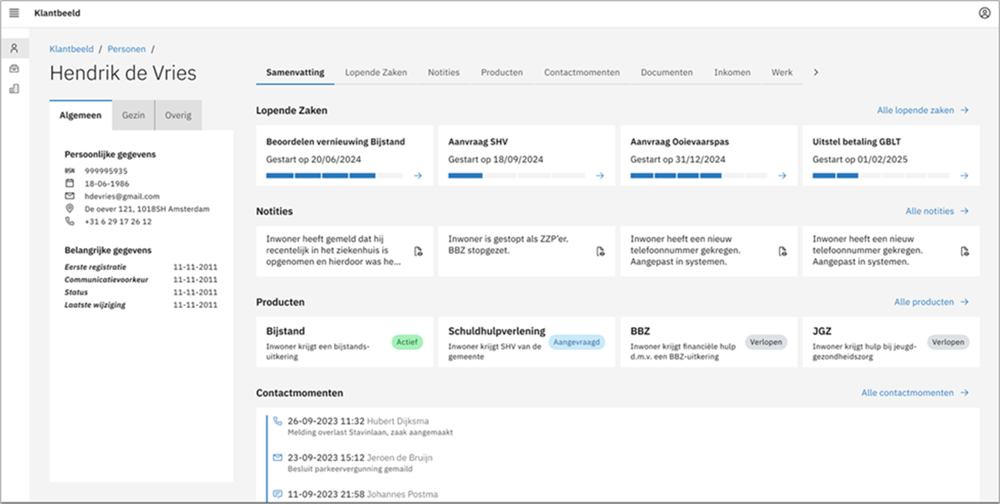 Klantbeeld
Klantbeeld / Personen /
Hendrik de Vries
Algemeen Gezin Overig
Persoonlijke gegevens
BSN 999995935
18-06-1986
hdevries@gmail.com
De oever 121, 1018SH Amsterdam
+31 6 29 17 26 12
Belangrijke gegevens
Eerste registratie 11-11-2011
Communicatievoorkeur 11-11-2011
Status 11-11-2011
Laatste wijziging 11-11-2011
Samenvatting Lopende Zaken Notities Producten Contactmomenten Documenten Inkomen Werk
Lopende Zaken Alle lopende zaken
Beoordelen vernieuwing Bijstand
Gestart op 20/06/2024
Aanvraag SHV
Gestart op 18/09/2024
Aanvraag Ooievaarspas
Gestart op 31/12/2024
Uitstel betaling GBLT
Gestart op 01/02/2025
Notities Alle notities
Inwoner heeft gemeld dat hij
recentelijk in het ziekenhuis is
opgenomen en hierdoor was he...
Inwoner is gestopt als ZZP'er.
BBZ stopgezet.
Inwoner heeft een nieuw
telefoonnummer gekregen.
Aangepast in systemen.
Inwoner heeft een nieuw
telefoonnummer gekregen.
Aangepast in systemen.
Producten Alle producten
Bijstand
Inwoner krijgt een bijstands-
uitkering
Actief
Schuldhulpverlening
Inwoner krijgt SHV van de
gemeente
Aangevraagd
BBZ
Inwoner krijgt financiële hulp
d.m.v. een BBZ-uitkering
Verlopen
JGZ
Inwoner krijgt hulp bij jeugd-
gezondheidszorg
Verlopen
Contactmomenten Alle contactmomenten
26-09-2023 11:32 Hubert Dijksma
Melding overlast Stavinlaan, zaak aangemaakt
23-09-2023 15:12 Jeroen de Bruijn
Besluit parkeervergunning gemaild
11-09-2023 21:58 Johannes Postma